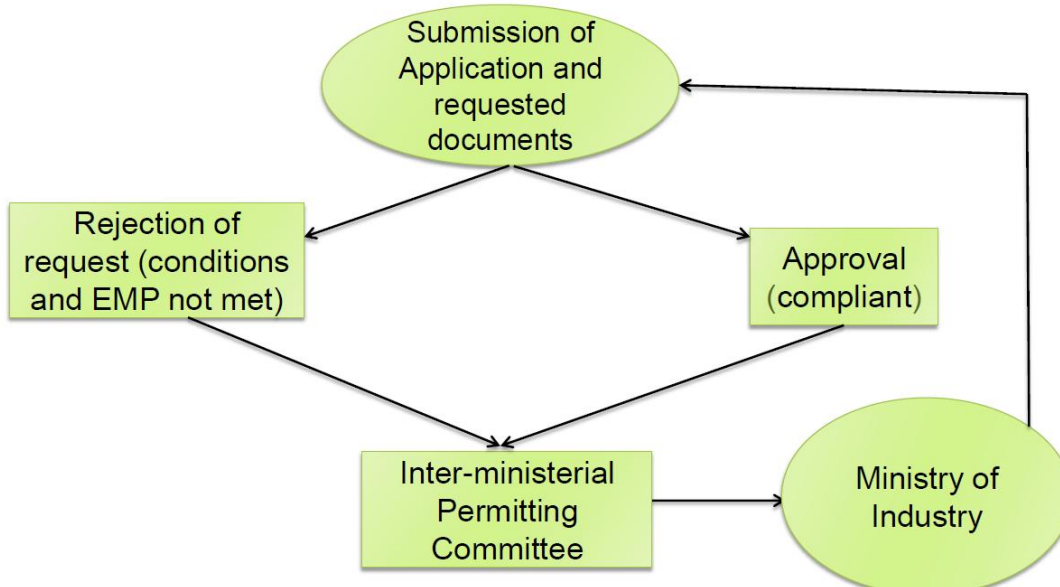 Submission of
Application and
requested
documents
Rejection of
request (conditions
and EMP not met)
Approval
(compliant)
Inter-ministerial
Permitting
Committee
Ministry of
Industry